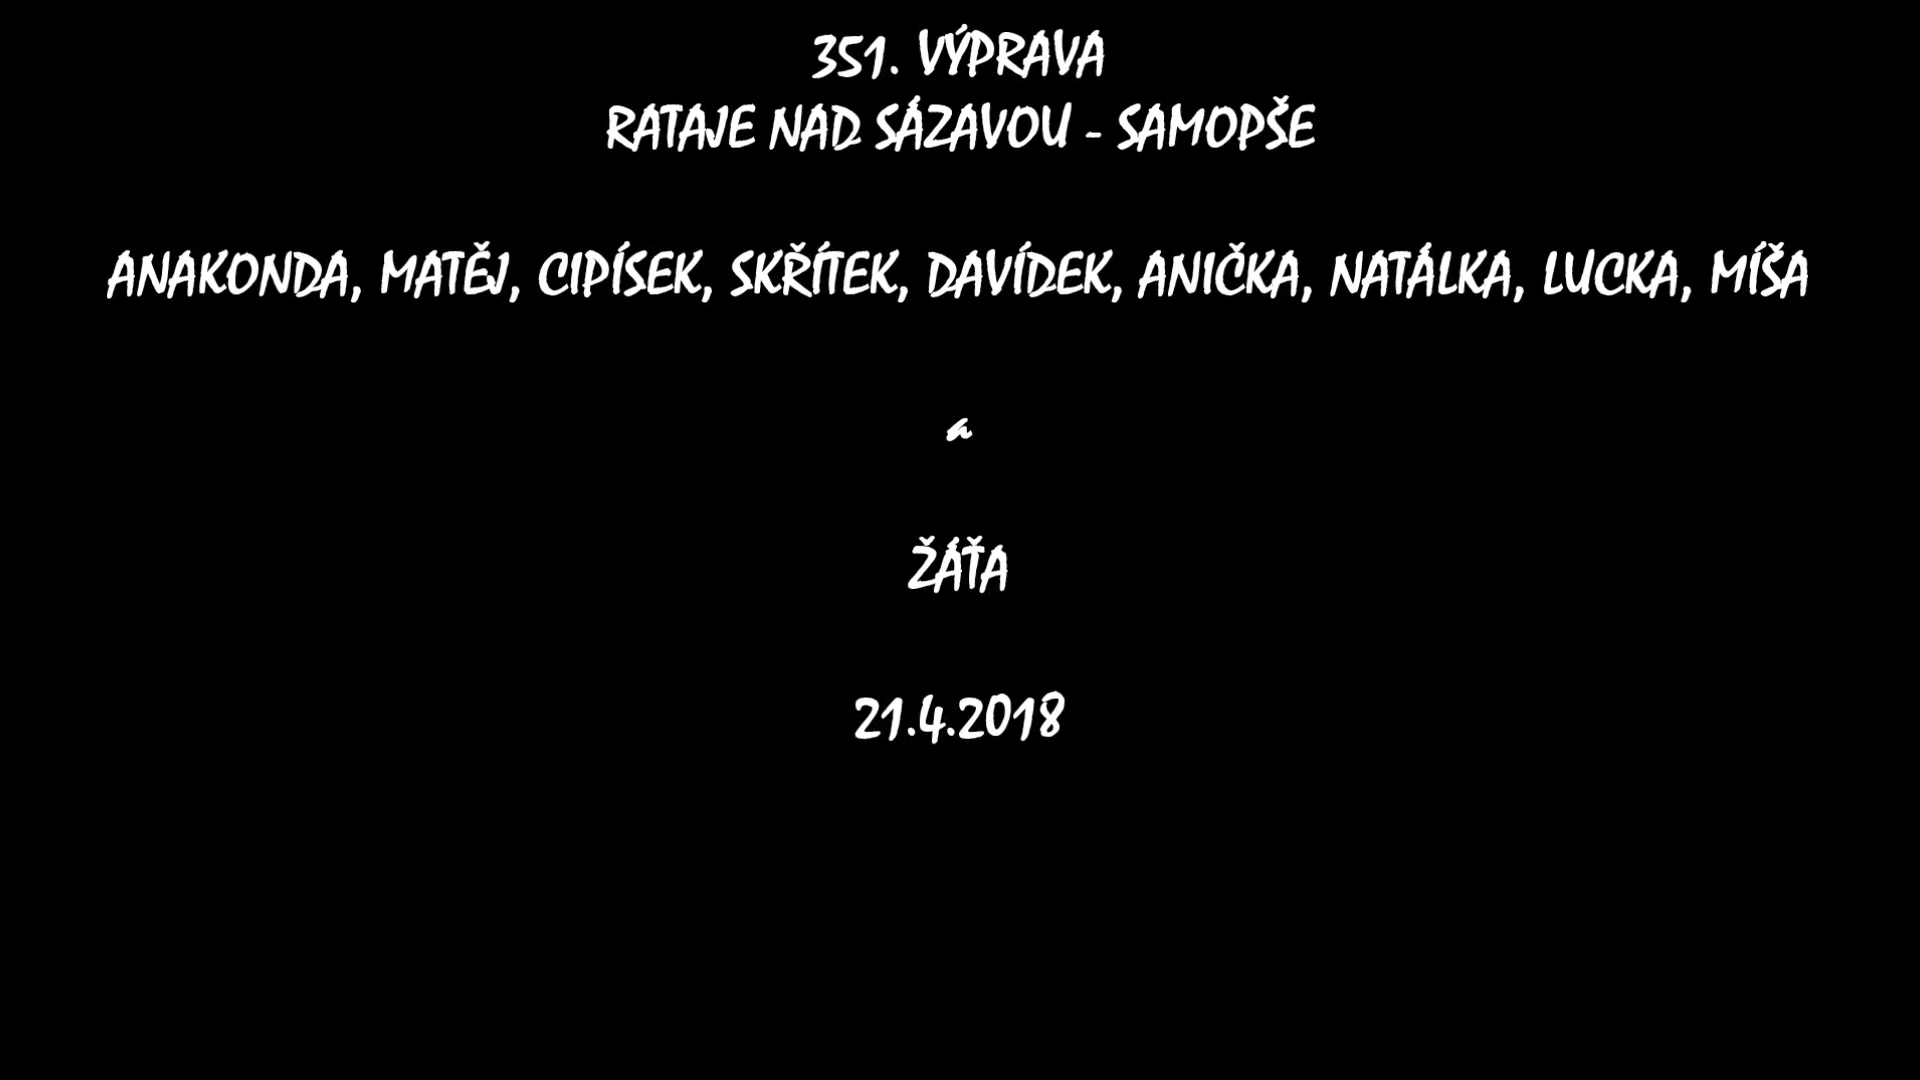 351. VÝPRAVA
RATAJE NAD SÁZAVOU - SAMOPŠE
ANAKONDA, MATĚJ, CIPÍSEK, SKŘÍTEK, DAVÍDEK, ANIČKA, NATÁLKA, LUCKA, MÍŠA
a
ŽÁŤA
21.4.2018